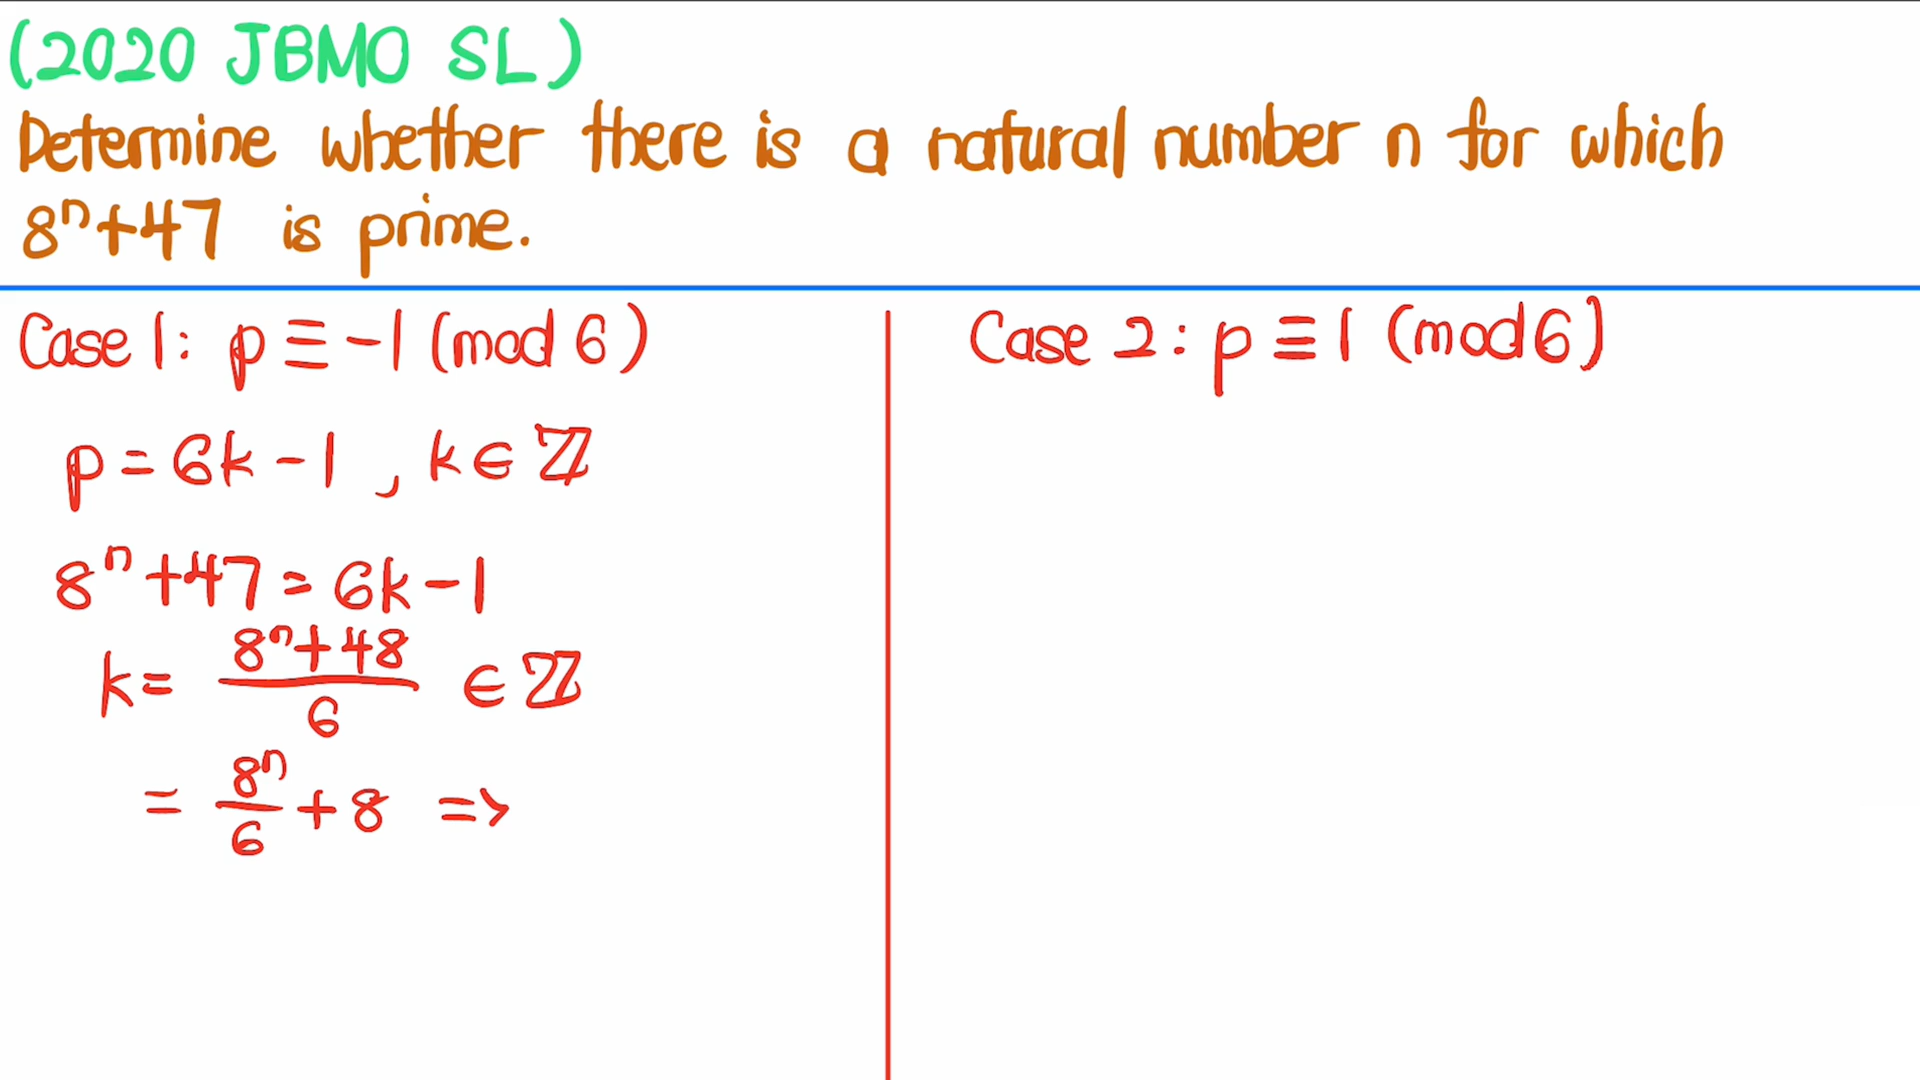 (2020 JBMO SL)
Determine whether there is a natural number n for which
8ⁿ+47 is prime.
Case 1: p ≡ -1 (mod 6)
p = 6k - 1 , k ∈ ℤ
8ⁿ + 47 = 6k - 1
k = (8ⁿ + 48)/6 ∈ ℤ
= 8ⁿ/6 + 8 =>
Case 2: p ≡ 1 (mod 6)